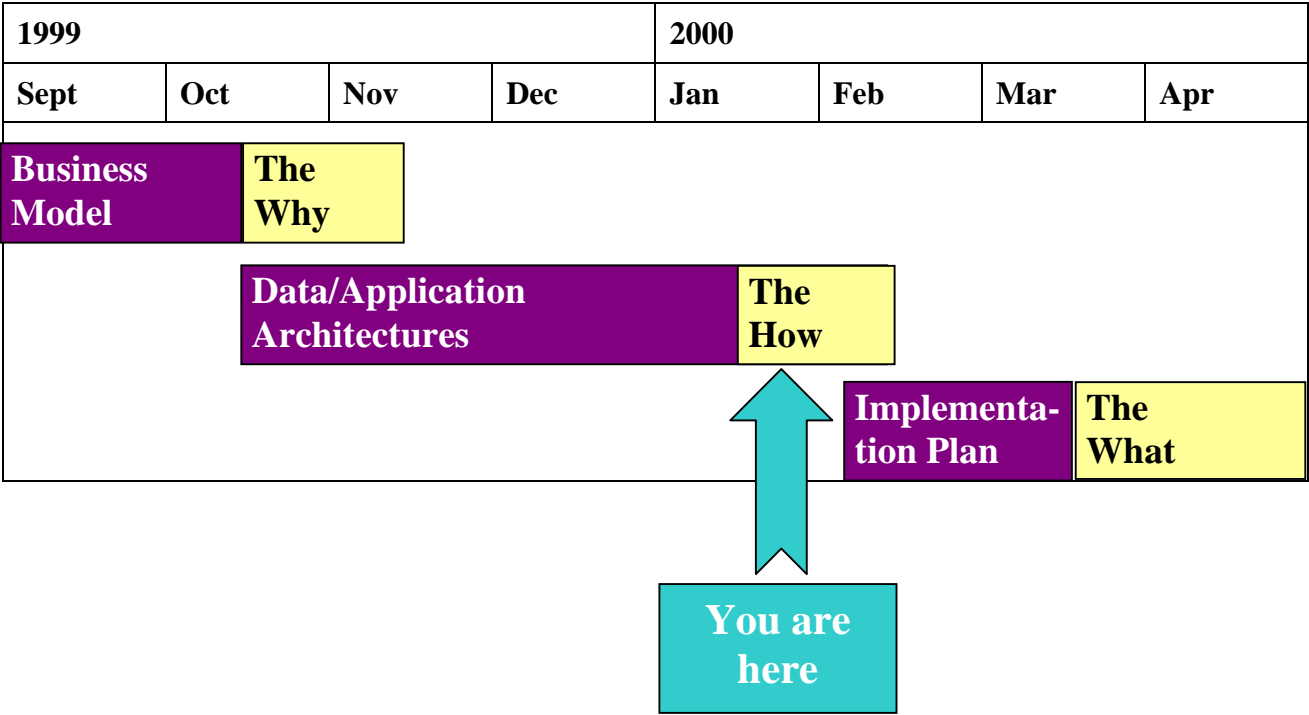 1999 2000
Sept Oct Nov Dec Jan Feb Mar Apr
Business
Model
The
Why
Data/Application
Architectures
The
How
Implementa-
tion Plan
The
What
You are
here